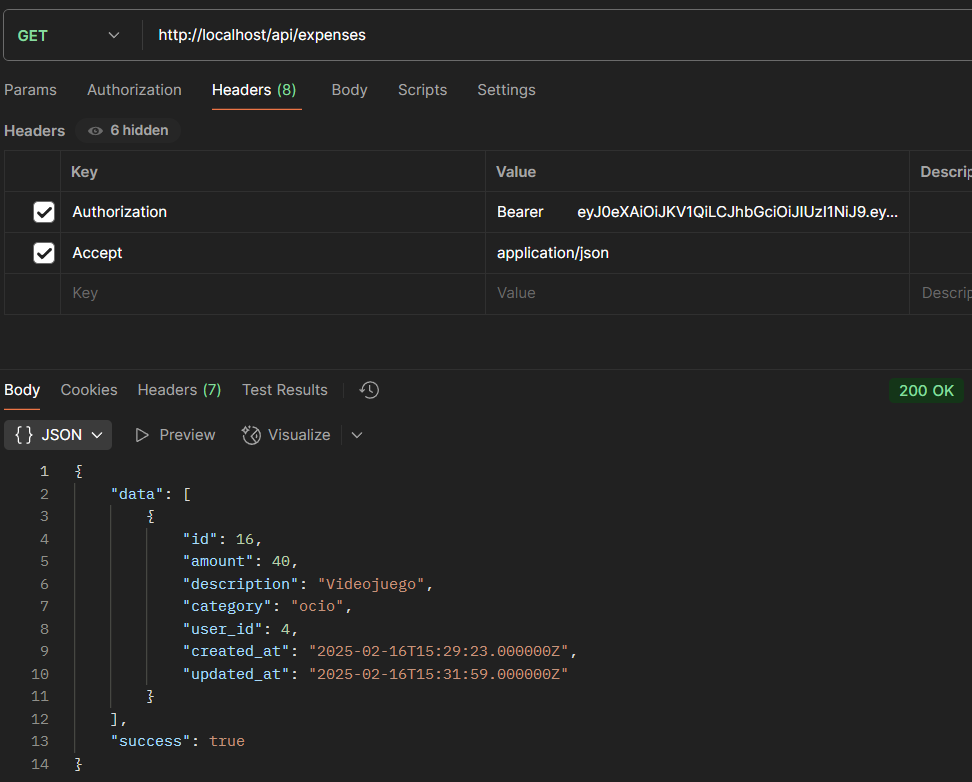 GET http://localhost/api/expenses
Params Authorization Headers (8) Body Scripts Settings
Headers 6 hidden
Key Value Descrip
Authorization Bearer eyJ0eXAiOiJKV1QiLCJhbGciOiJIUzI1NiJ9.ey...
Accept application/json
Key Value Descrip
Body Cookies Headers (7) Test Results 200 OK
{} JSON Preview Visualize
1 {
2 "data": [
3 {
4 "id": 16,
5 "amount": 40,
6 "description": "Videojuego",
7 "category": "ocio",
8 "user_id": 4,
9 "created_at": "2025-02-16T15:29:23.000000Z",
10 "updated_at": "2025-02-16T15:31:59.000000Z"
11 }
12 ],
13 "success": true
14 }